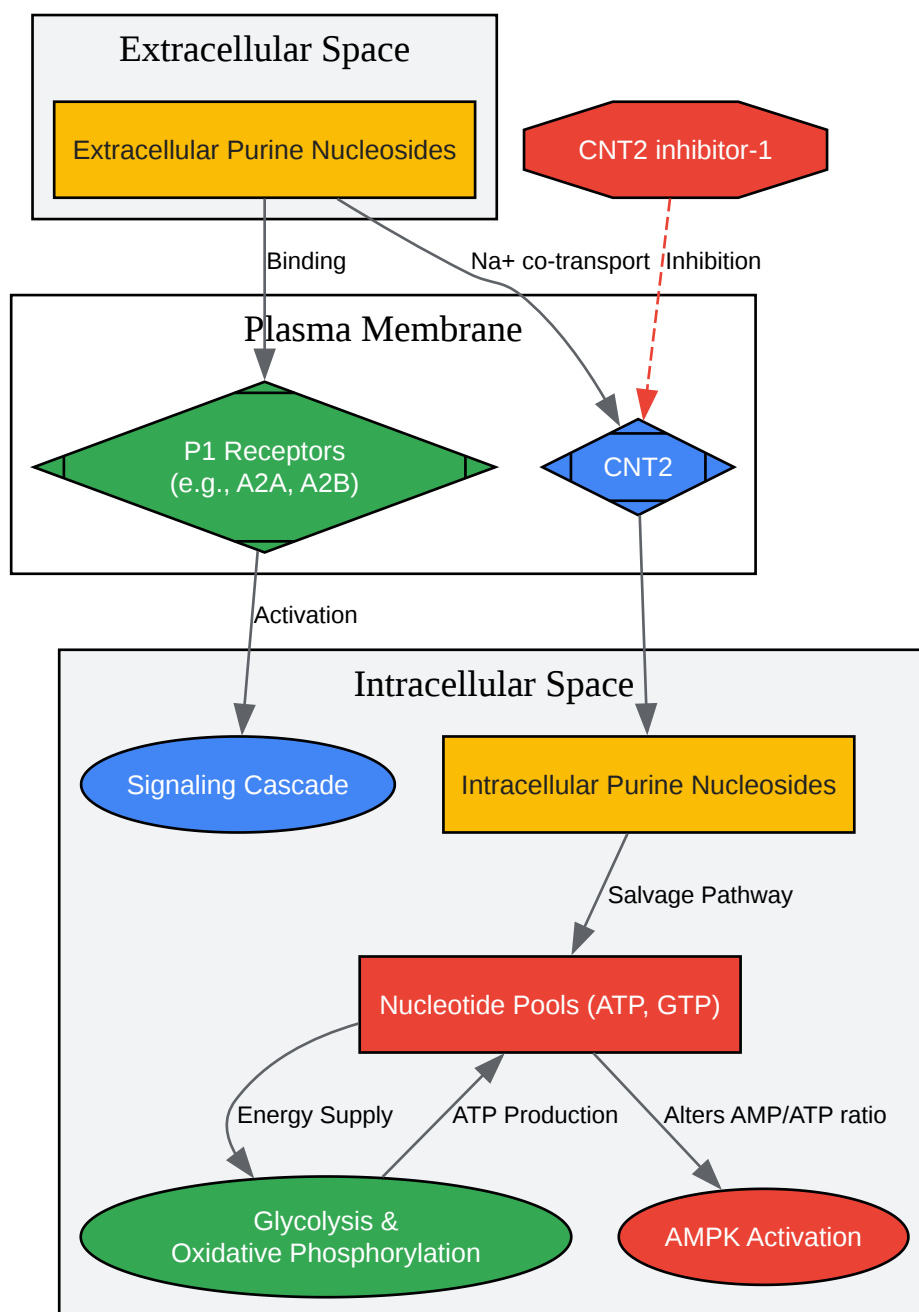 Extracellular Space
Extracellular Purine Nucleosides
CNT2 inhibitor-1
Binding
Na+ co-transport
Inhibition
Plasma Membrane
P1 Receptors
(e.g., A2A, A2B)
CNT2
Activation
Intracellular Space
Signaling Cascade
Intracellular Purine Nucleosides
Salvage Pathway
Nucleotide Pools (ATP, GTP)
Energy Supply
ATP Production
Alters AMP/ATP ratio
Glycolysis &
Oxidative Phosphorylation
AMPK Activation